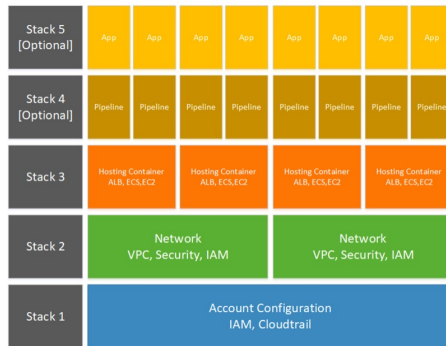 Stack 5
[Optional]
App
App
App
App
App
App
App
App
Stack 4
[Optional]
Pipeline
Pipeline
Pipeline
Pipeline
Pipeline
Pipeline
Pipeline
Pipeline
Stack 3
Hosting Container
ALB, ECS,EC2
Hosting Container
ALB, ECS,EC2
Hosting Container
ALB, ECS,EC2
Hosting Container
ALB, ECS,EC2
Stack 2
Network
VPC, Security, IAM
Network
VPC, Security, IAM
Stack 1
Account Configuration
IAM, Cloudtrail